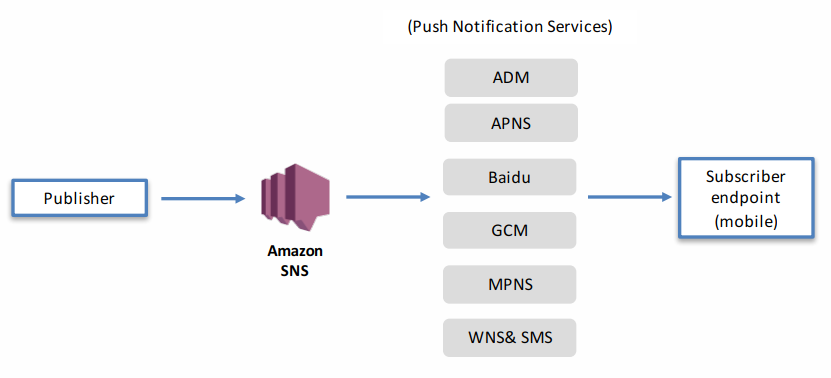 (Push Notification Services)
ADM
APNS
Baidu
GCM
MPNS
WNS& SMS
Publisher
Amazon
SNS
Subscriber
endpoint
(mobile)